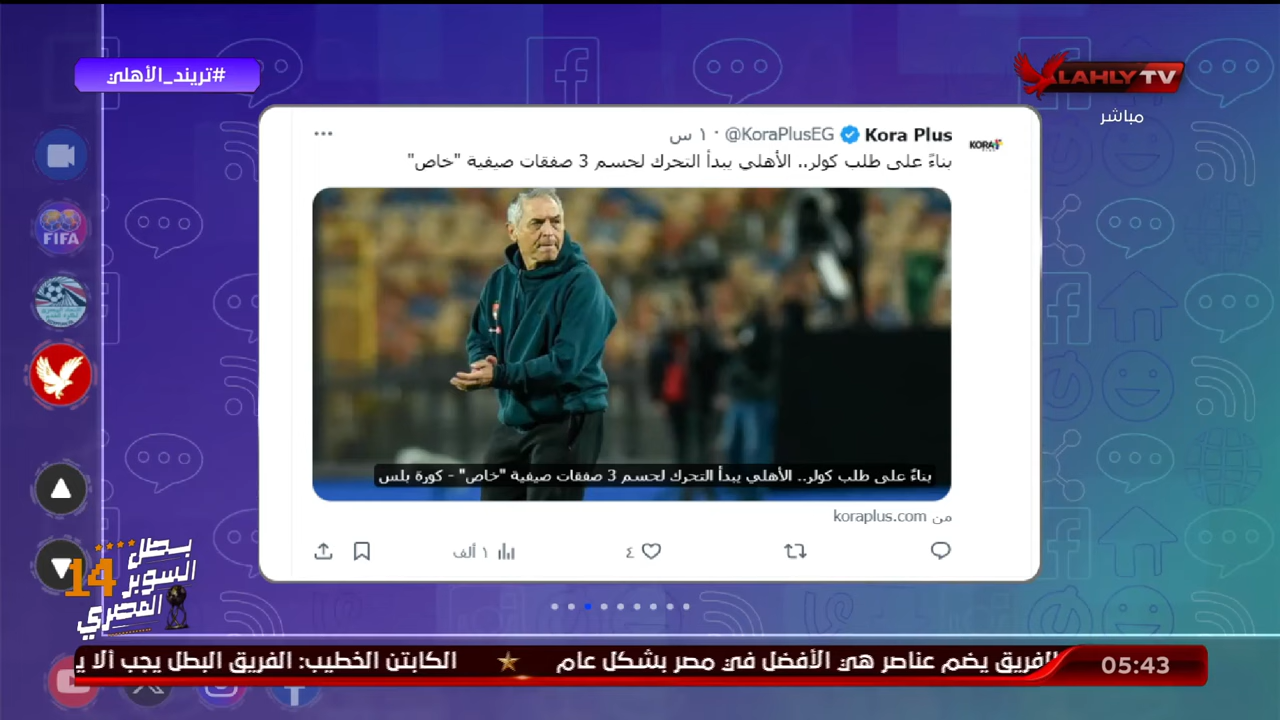 #تريند_الأهلي
LAHLY TV
مباشر
Kora Plus @KoraPlusEG · ١ س
KORA
بناءً على طلب كولر.. الأهلي يبدأ التحرك لحسم 3 صفقات صيفية "خاص"
FIFA
بناءً على طلب كولر.. الأهلي يبدأ التحرك لحسم 3 صفقات صيفية "خاص" - كورة بلس
من koraplus.com
٤
١ ألف
بطل
السوبر 14
المصري
الفريق يضم عناصر هي الأفضل في مصر بشكل عام ★ الكابتن الخطيب: الفريق البطل يجب ألا ي
05:43